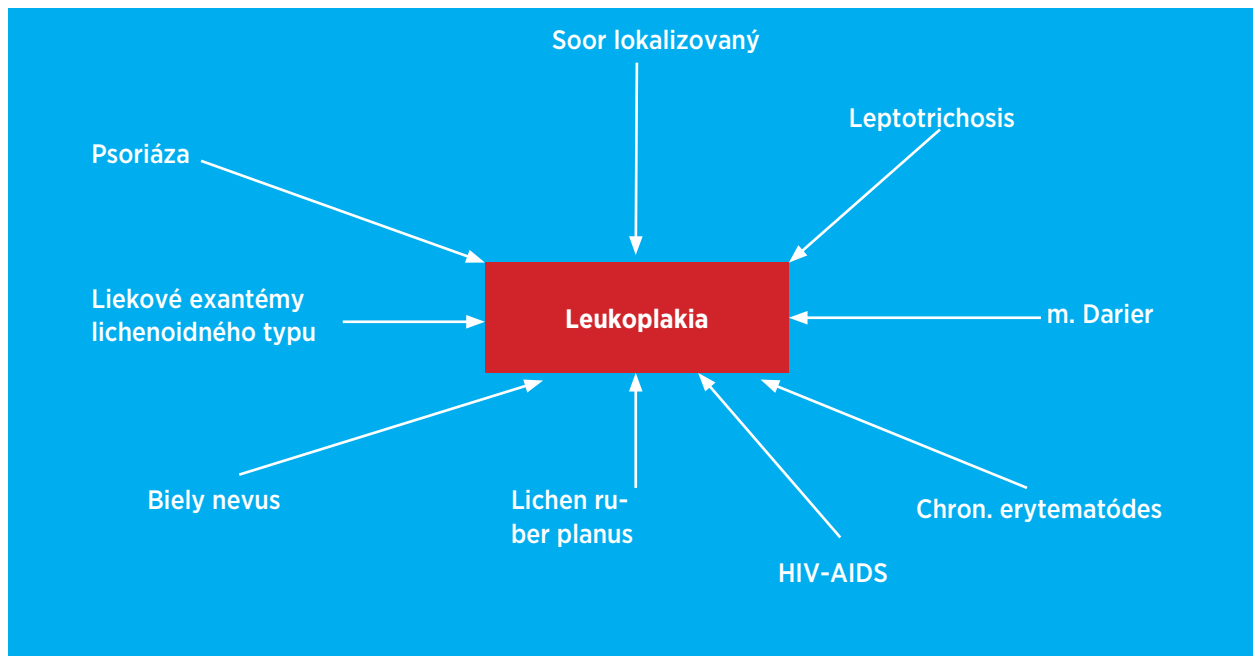 Soor lokalizovaný
Leptotrichosis
Psoriáza
Liekové exantémy
lichenoidného typu
Leukoplakia
m. Darier
Biely nevus
Lichen ru-
ber planus
Chron. erytematódes
HIV-AIDS